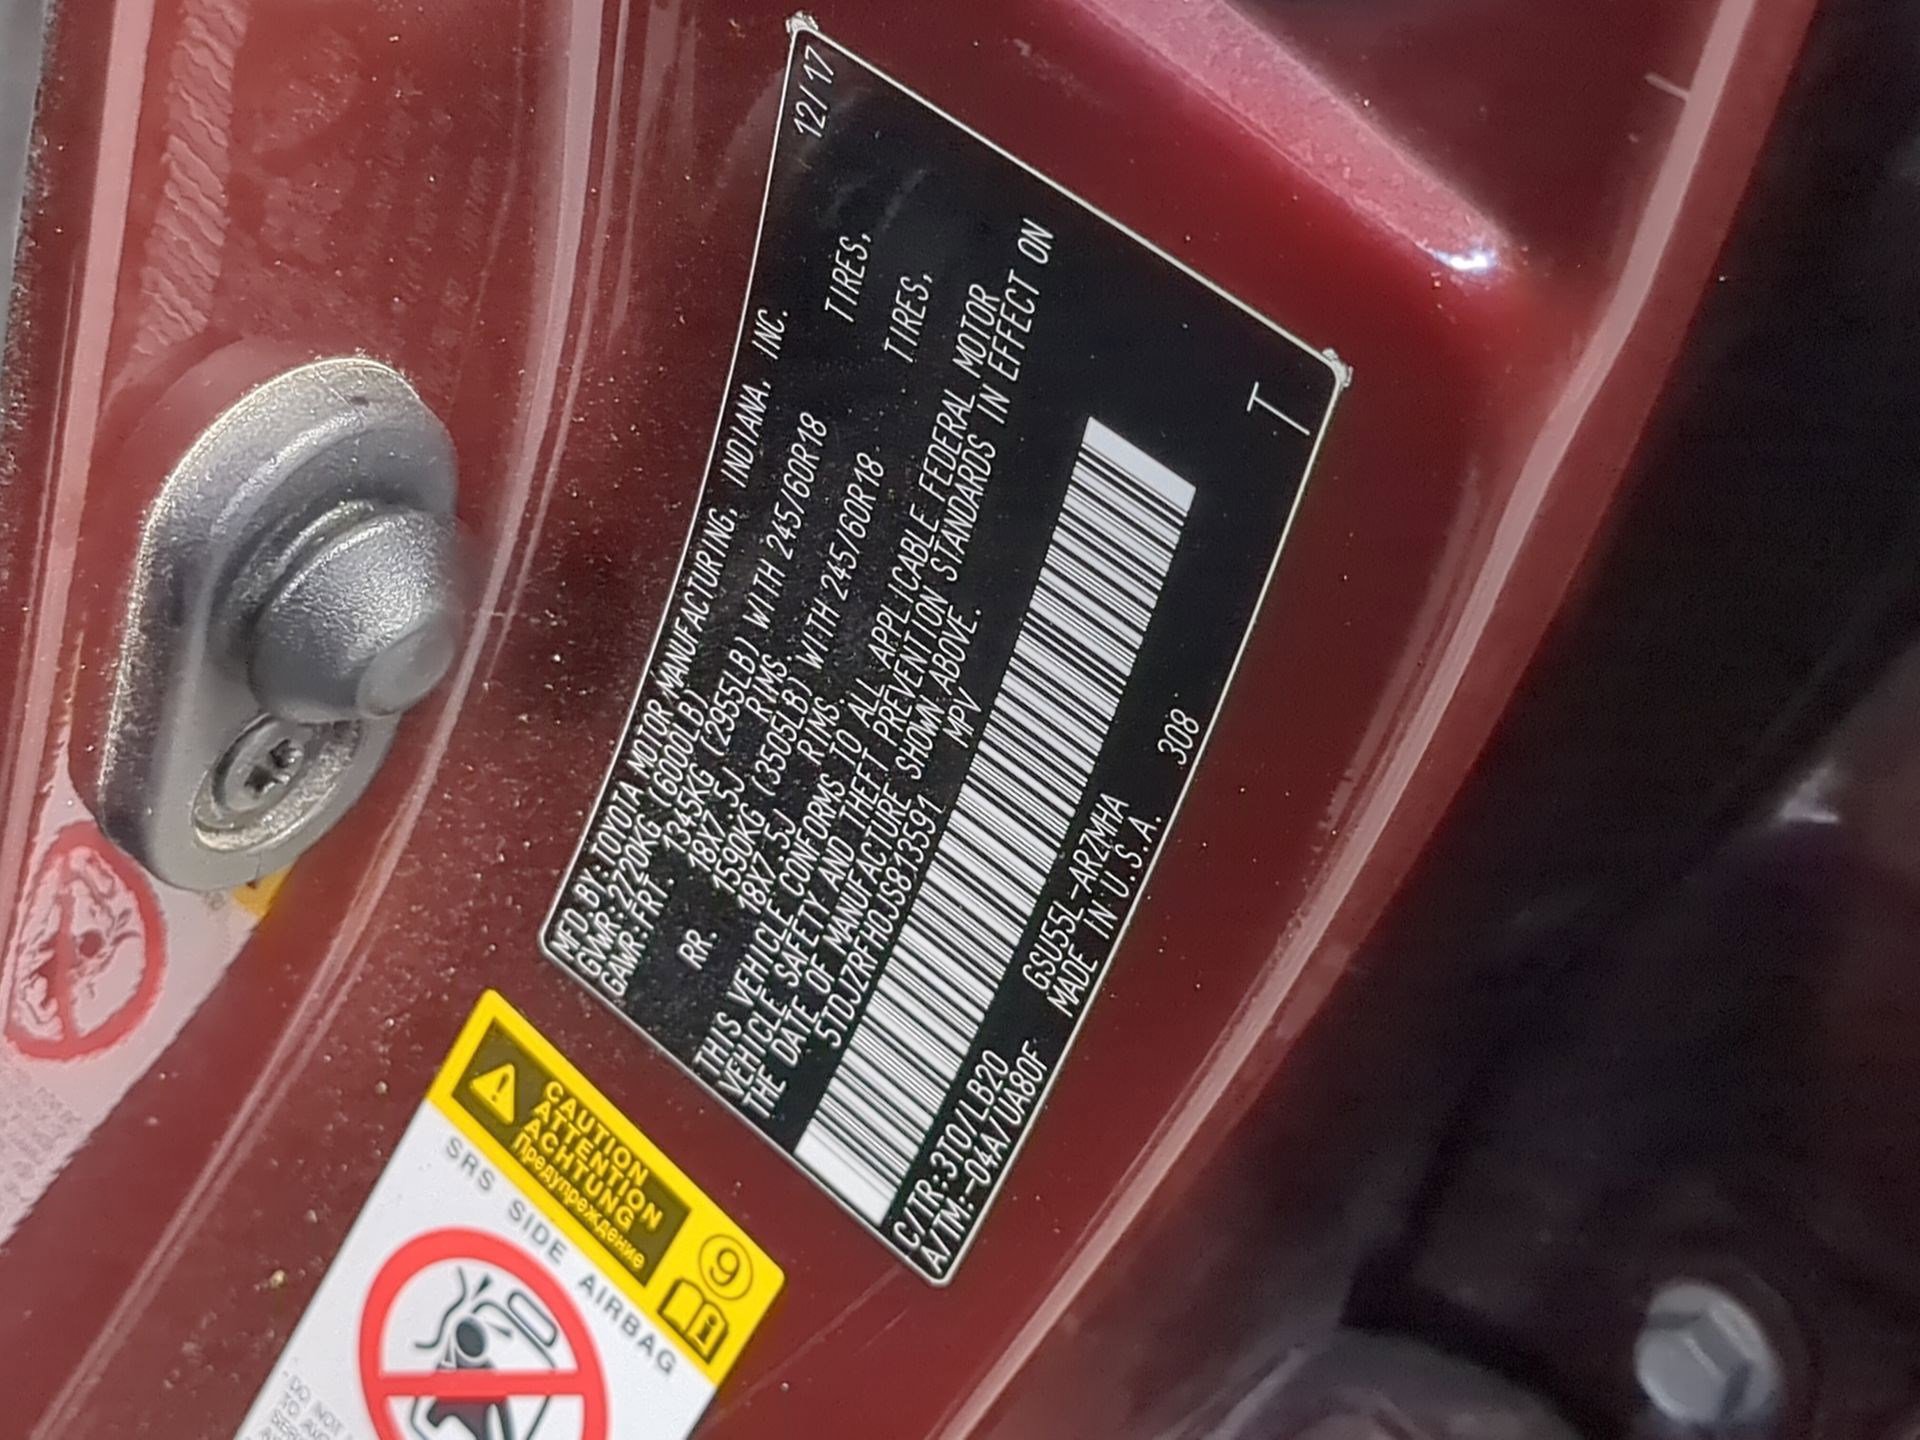 12/17
MFD.BY:TOYOTA MOTOR MANUFACTURING, INDIANA, INC.
GVWR:2720KG(6000LB)
GAWR:FRT. 1345KG (2955LB) WITH 245/60R18 TIRES,
18X7.5J RIMS
RR. 1590KG (3505LB) WITH 245/60R18 TIRES,
18X7.5J RIMS.
THIS VEHICLE CONFORMS TO ALL APPLICABLE FEDERAL MOTOR
VEHICLE SAFETY AND THEFT PREVENTION STANDARDS IN EFFECT ON
THE DATE OF MANUFACTURE SHOWN ABOVE.
5TDJZRFH0JS813591 MPV
T
308
C/TR:3T0/LB20 GSU55L-ARZMHA
A/TM:-04A/UA80F MADE IN U.S.A.
CAUTION
ATTENTION
ACHTUNG
Предупреждение
9
i
SRS SIDE AIRBAG
DO NOT